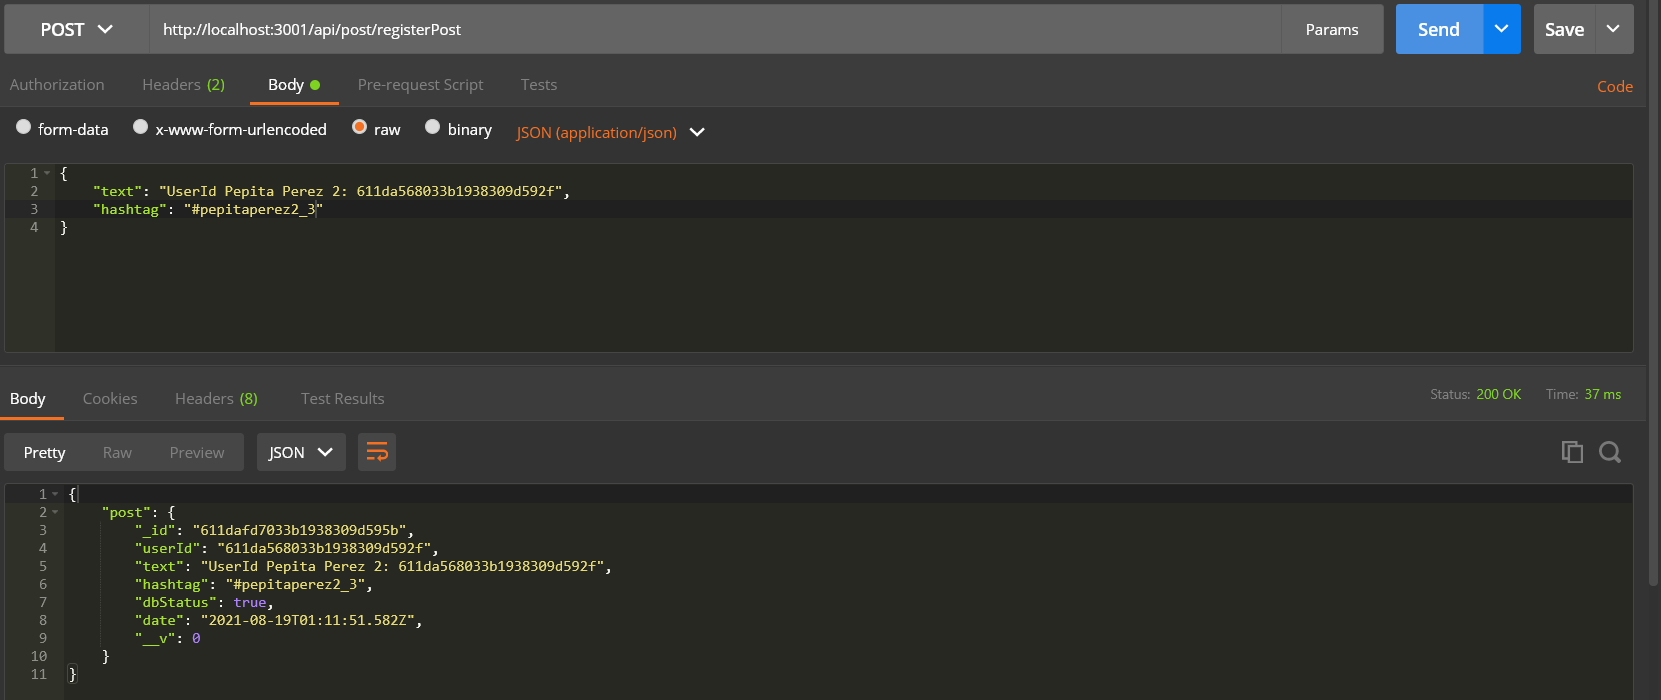 POST http://localhost:3001/api/post/registerPost Params Send Save
Authorization Headers (2) Body Pre-request Script Tests Code
form-data x-www-form-urlencoded raw binary JSON (application/json)
1 {
2 "text": "UserId Pepita Perez 2: 611da568033b1938309d592f",
3 "hashtag": "#pepitaperez2_3"
4 }
Body Cookies Headers (8) Test Results Status: 200 OK Time: 37 ms
Pretty Raw Preview JSON
1 {
2 "post": {
3 "_id": "611dafd7033b1938309d595b",
4 "userId": "611da568033b1938309d592f",
5 "text": "UserId Pepita Perez 2: 611da568033b1938309d592f",
6 "hashtag": "#pepitaperez2_3",
7 "dbStatus": true,
8 "date": "2021-08-19T01:11:51.582Z",
9 "__v": 0
10 }
11 }